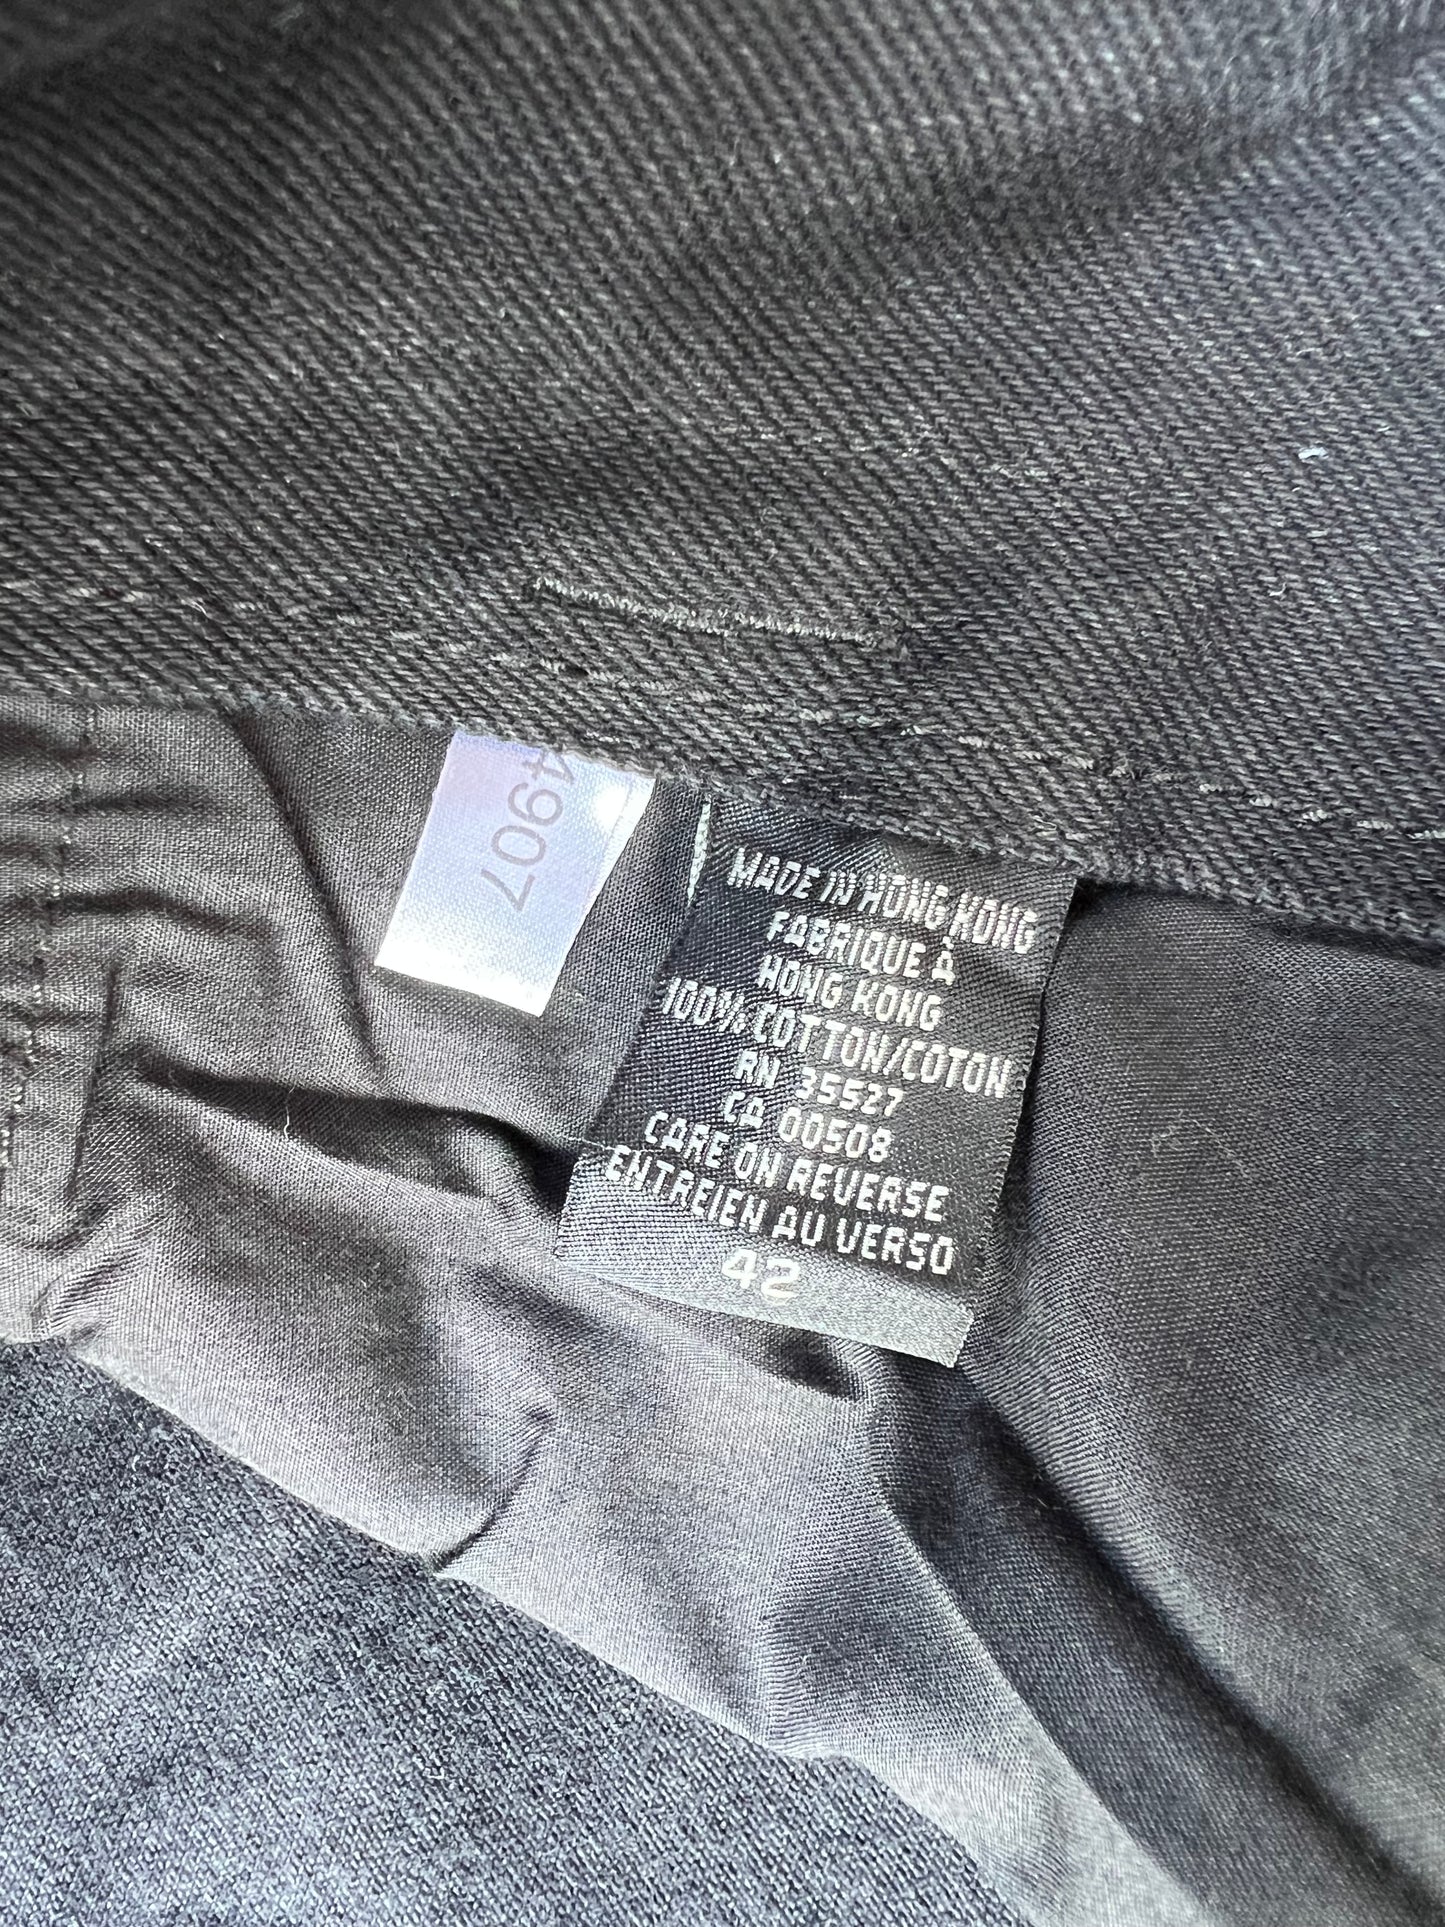 4907
MADE IN HONG KONG
FABRIQUE À
HONG KONG
100% COTTON/COTON
RN 35527
CA 00508
CARE ON REVERSE
ENTREIEN AU VERSO
42